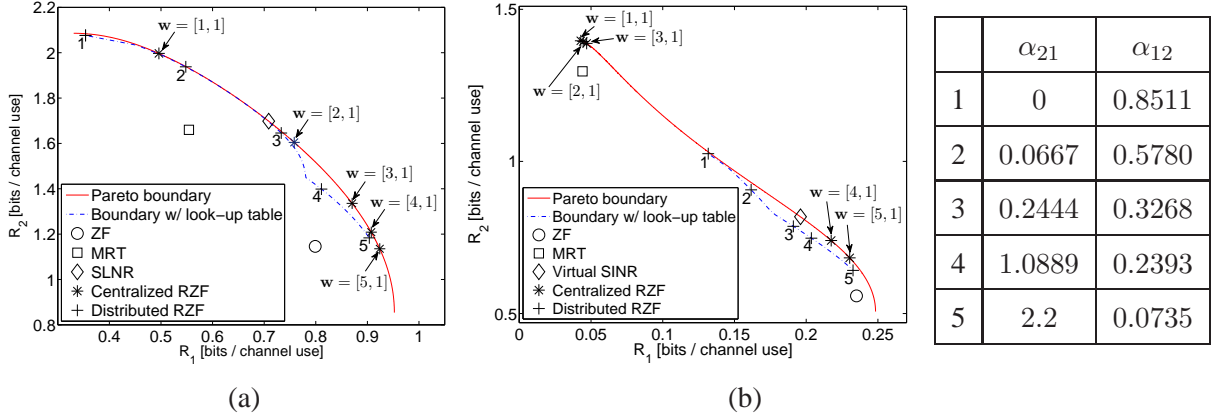 2.2
2
1.8
1.6
1.4
1.2
1
0.8
R2 [bits / channel use]
0.4
0.5
0.6
0.7
0.8
0.9
1
R1 [bits / channel use]
1
w = [1, 1]
2
3
w = [2, 1]
4
w = [3, 1]
w = [4, 1]
5
w = [5, 1]
Pareto boundary
Boundary w/ look−up table
ZF
MRT
SLNR
Centralized RZF
Distributed RZF
(a)
1.5
1
0.5
R2 [bits / channel use]
0
0.05
0.1
0.15
0.2
0.25
R1 [bits / channel use]
w = [1, 1]
w = [3, 1]
w = [2, 1]
1
2
3
4
w = [4, 1]
w = [5, 1]
5
Pareto boundary
Boundary w/ look−up table
ZF
MRT
Virtual SINR
Centralized RZF
Distributed RZF
(b)
α21 α12
1 0 0.8511
2 0.0667 0.5780
3 0.2444 0.3268
4 1.0889 0.2393
5 2.2 0.0735